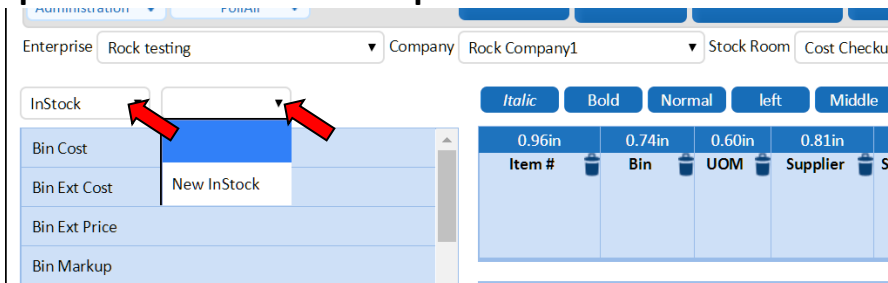 Administration PollAll
Enterprise Rock testing Company Rock Company1 Stock Room Cost Checku
InStock
Italic Bold Normal left Middle
0.96in 0.74in 0.60in 0.81in
Item # Bin UOM Supplier S
Bin Cost
New InStock
Bin Ext Cost
Bin Ext Price
Bin Markup